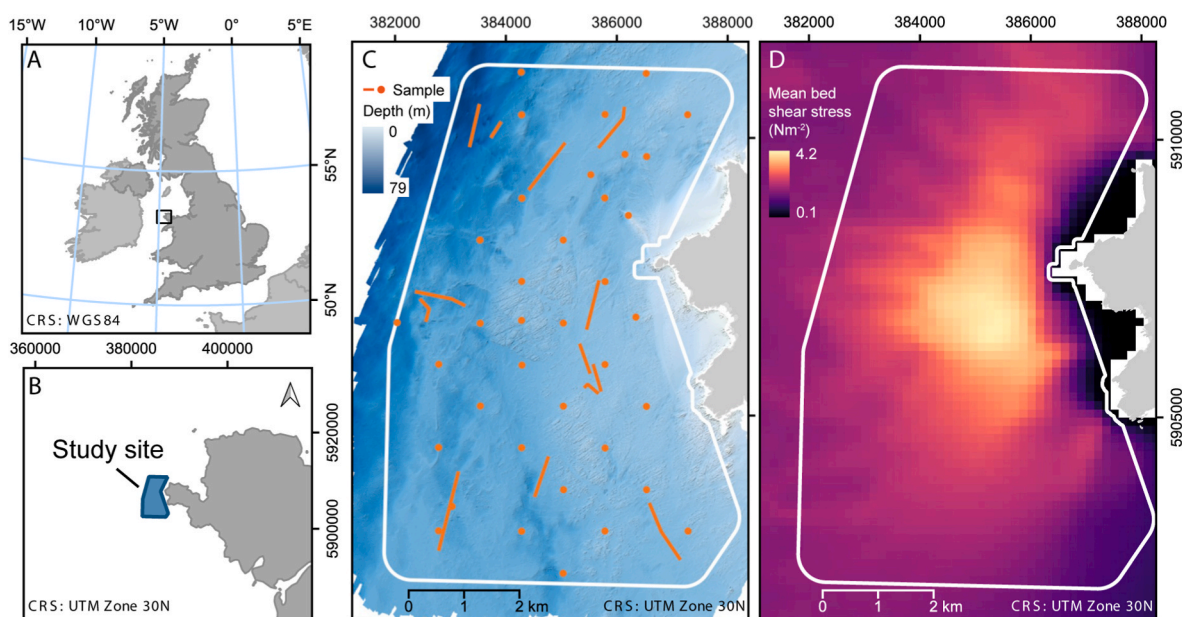 15°W 10°W 5°W 0° 5°E
A
55°N
50°N
CRS: WGS84
360000 380000 400000
B
Study site
5920000
5900000
CRS: UTM Zone 30N
382000 384000 386000 388000
C
Sample
Depth (m)
0
79
0 1 2 km
CRS: UTM Zone 30N
382000 384000 386000 388000
D
Mean bed
shear stress
(Nm⁻²)
4.2
0.1
5910000
5905000
0 1 2 km
CRS: UTM Zone 30N